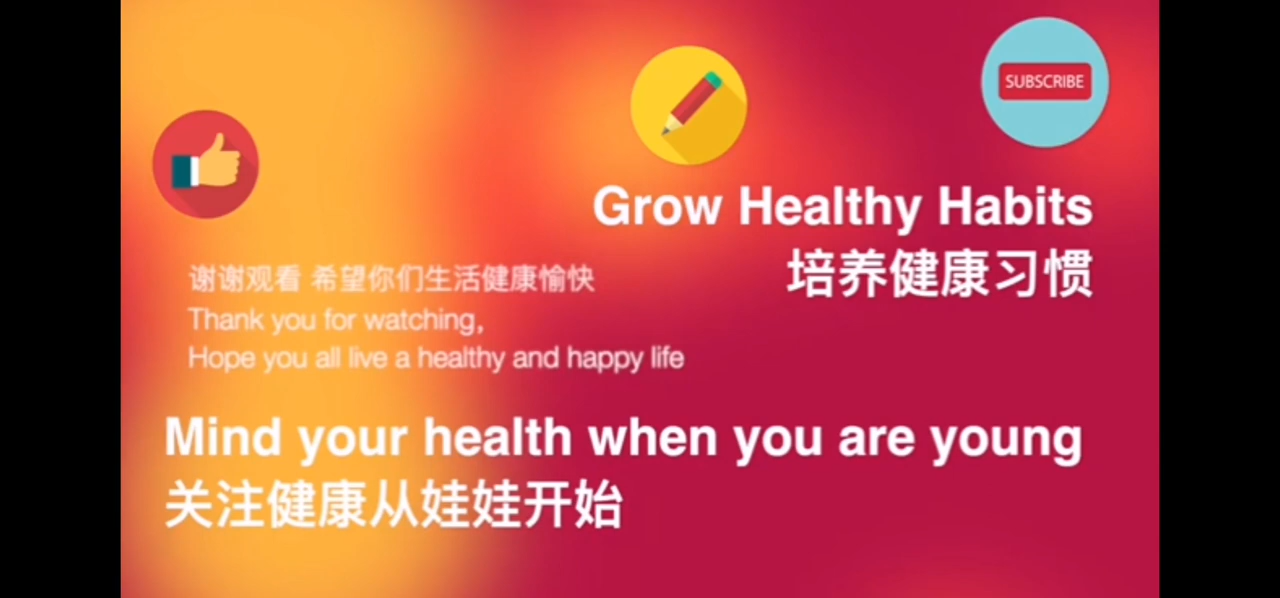 SUBSCRIBE
Grow Healthy Habits
培养健康习惯
谢谢观看 希望你们生活健康愉快
Thank you for watching,
Hope you all live a healthy and happy life
Mind your health when you are young
关注健康从娃娃开始